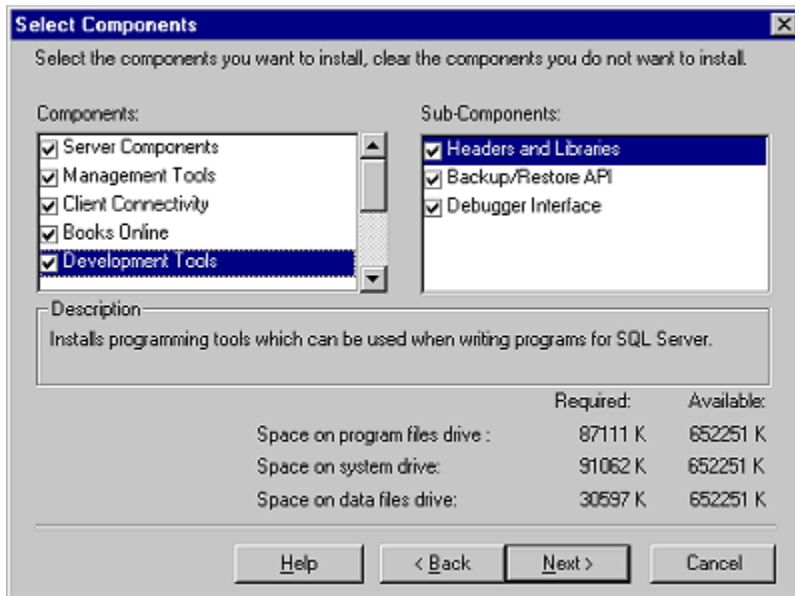 Select Components
Select the components you want to install, clear the components you do not want to install.
Components:
Server Components
Management Tools
Client Connectivity
Books Online
Development Tools
Sub-Components:
Headers and Libraries
Backup/Restore API
Debugger Interface
Description
Installs programming tools which can be used when writing programs for SQL Server.
Required: Available:
Space on program files drive : 87111 K 652251 K
Space on system drive: 91062 K 652251 K
Space on data files drive: 30597 K 652251 K
Help < Back Next > Cancel